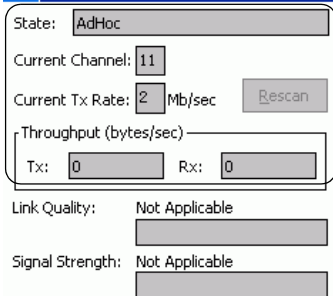 State: AdHoc
Current Channel: 11
Current Tx Rate: 2 Mb/sec Rescan
Throughput (bytes/sec)
Tx: 0 Rx: 0
Link Quality: Not Applicable
Signal Strength: Not Applicable